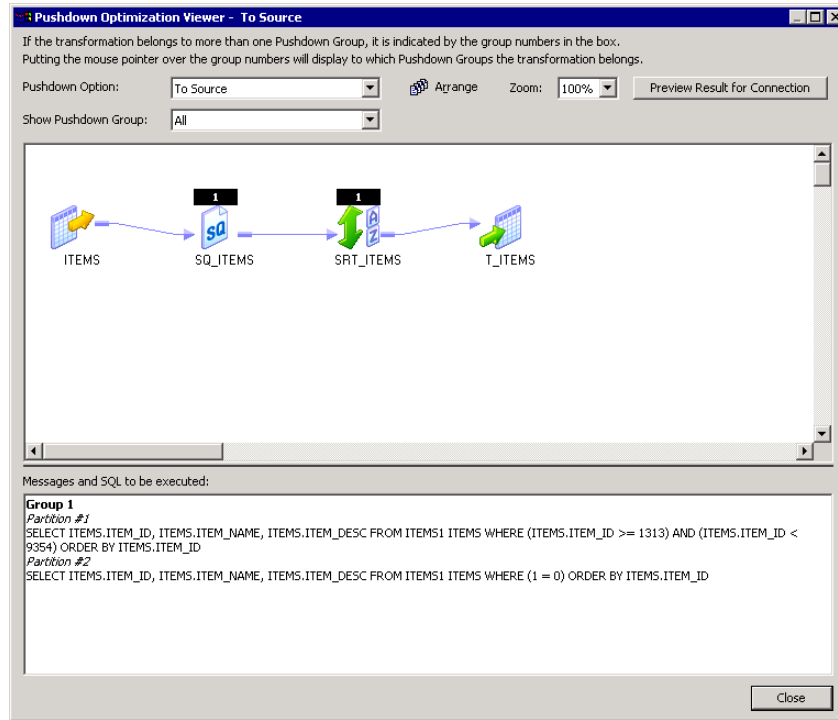 Pushdown Optimization Viewer - To Source
If the transformation belongs to more than one Pushdown Group, it is indicated by the group numbers in the box.
Putting the mouse pointer over the group numbers will display to which Pushdown Groups the transformation belongs.
Pushdown Option: To Source Arrange Zoom: 100% Preview Result for Connection
Show Pushdown Group: All
1 1
SQ A Z
ITEMS SQ_ITEMS SRT_ITEMS T_ITEMS
Messages and SQL to be executed:
Group 1
Partition #1
SELECT ITEMS.ITEM_ID, ITEMS.ITEM_NAME, ITEMS.ITEM_DESC FROM ITEMS1 ITEMS WHERE (ITEMS.ITEM_ID >= 1313) AND (ITEMS.ITEM_ID <
9354) ORDER BY ITEMS.ITEM_ID
Partition #2
SELECT ITEMS.ITEM_ID, ITEMS.ITEM_NAME, ITEMS.ITEM_DESC FROM ITEMS1 ITEMS WHERE (1 = 0) ORDER BY ITEMS.ITEM_ID
Close